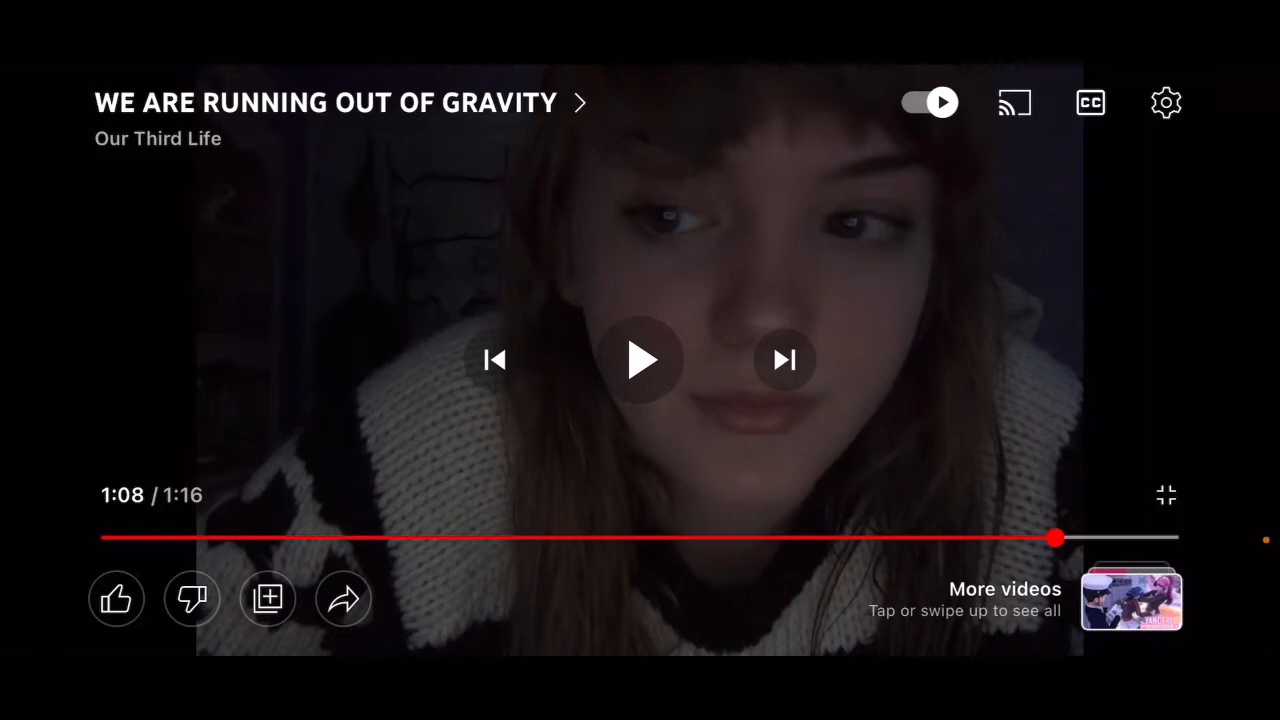 WE ARE RUNNING OUT OF GRAVITY
Our Third Life
CC
1:08 / 1:16
More videos
Tap or swipe up to see all